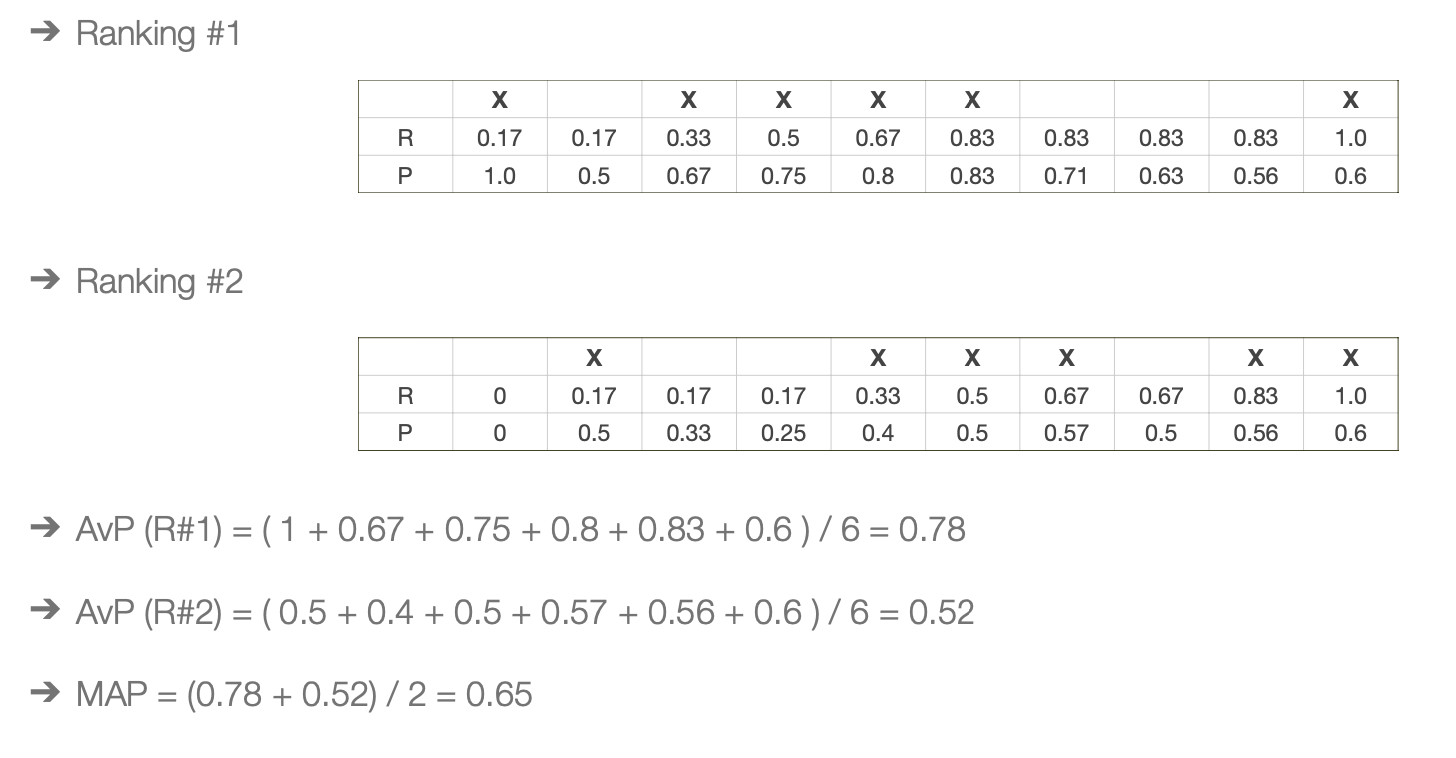 ➔ Ranking #1
X X X X X X
R 0.17 0.17 0.33 0.5 0.67 0.83 0.83 0.83 0.83 1.0
P 1.0 0.5 0.67 0.75 0.8 0.83 0.71 0.63 0.56 0.6
➔ Ranking #2
X X X X X X
R 0 0.17 0.17 0.17 0.33 0.5 0.67 0.67 0.83 1.0
P 0 0.5 0.33 0.25 0.4 0.5 0.57 0.5 0.56 0.6
➔ AvP (R#1) = ( 1 + 0.67 + 0.75 + 0.8 + 0.83 + 0.6 ) / 6 = 0.78
➔ AvP (R#2) = ( 0.5 + 0.4 + 0.5 + 0.57 + 0.56 + 0.6 ) / 6 = 0.52
➔ MAP = (0.78 + 0.52) / 2 = 0.65